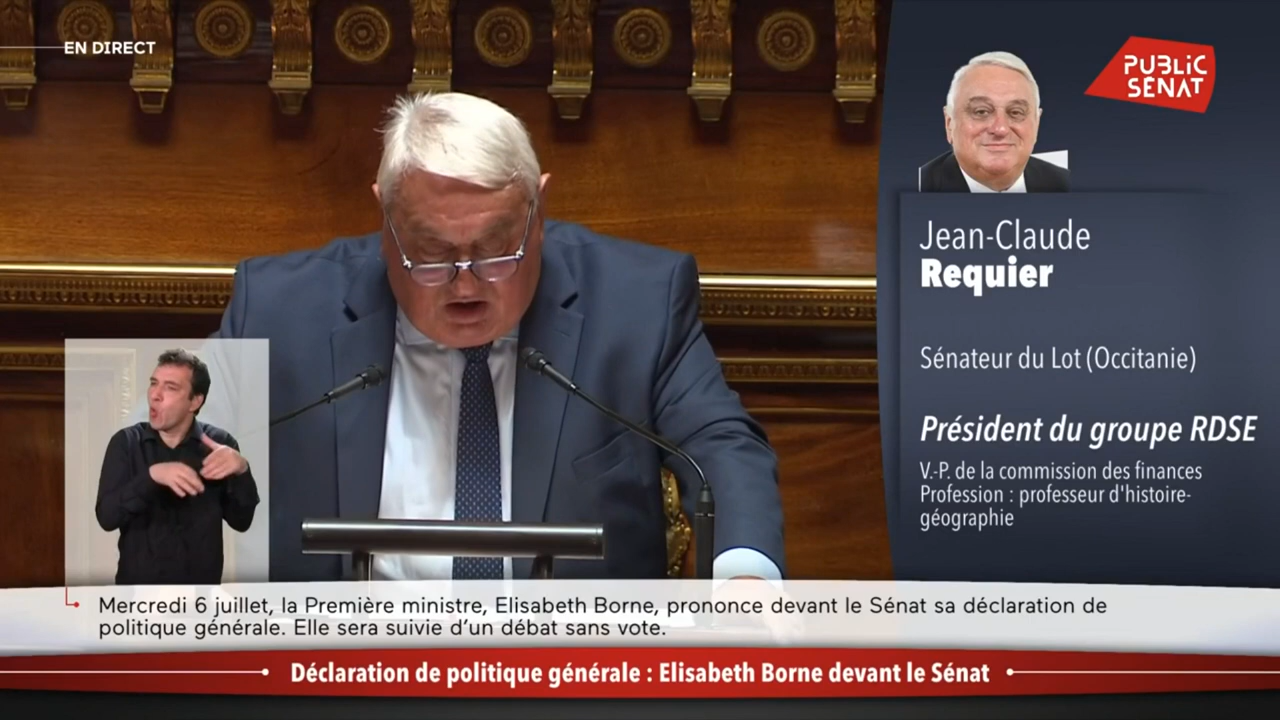 EN DIRECT
PUBLIC
SÉNAT
Jean-Claude
Requier
Sénateur du Lot (Occitanie)
Président du groupe RDSE
V.-P. de la commission des finances
Profession : professeur d'histoire-
géographie
Mercredi 6 juillet, la Première ministre, Elisabeth Borne, prononce devant le Sénat sa déclaration de
politique générale. Elle sera suivie d’un débat sans vote.
Déclaration de politique générale : Elisabeth Borne devant le Sénat